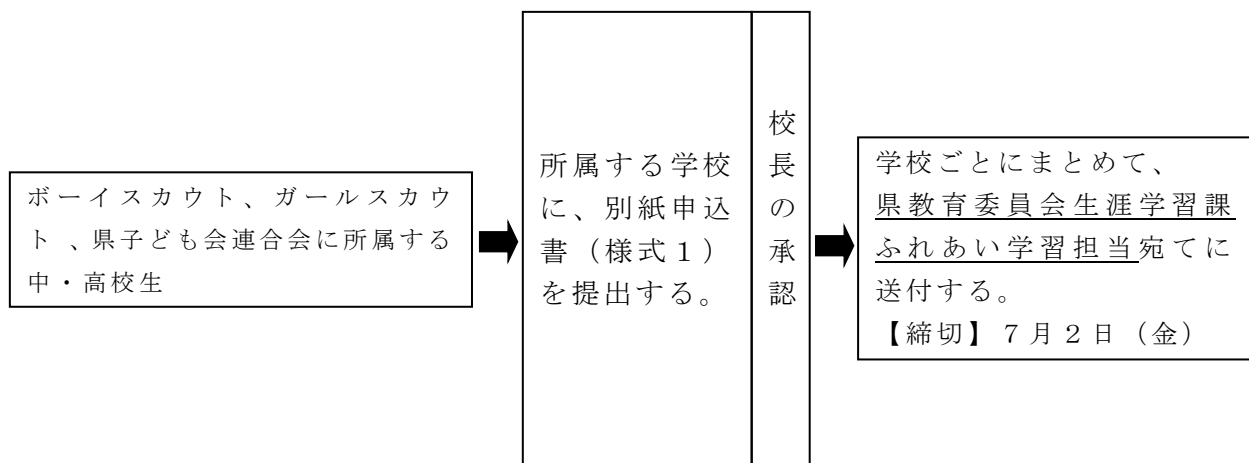 ボーイスカウト、ガールスカウ
ト、県子ども会連合会に所属する
中・高校生
所属する学校
に、別紙申込
書（様式１）
を提出する。
校長の承認
学校ごとにまとめて、
県教育委員会生涯学習課
ふれあい学習担当宛てに
送付する。
【締切】７月２日（金）